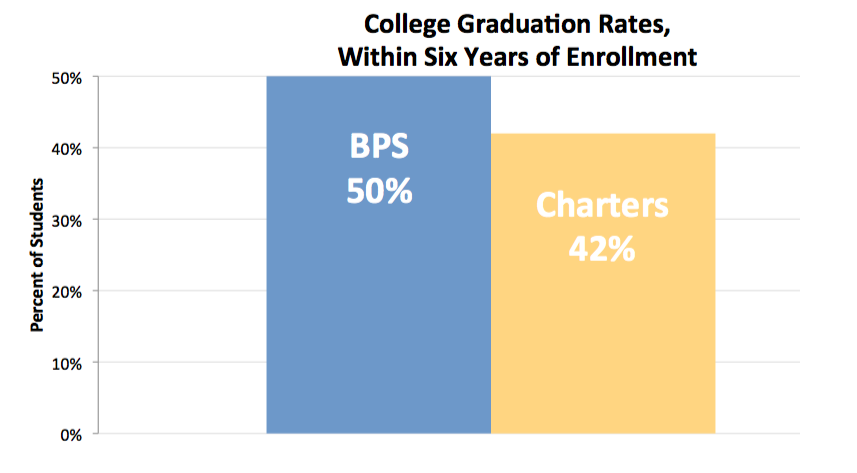 College Graduation Rates,
Within Six Years of Enrollment
Percent of Students
50%
40%
30%
20%
10%
0%
BPS
50%
Charters
42%